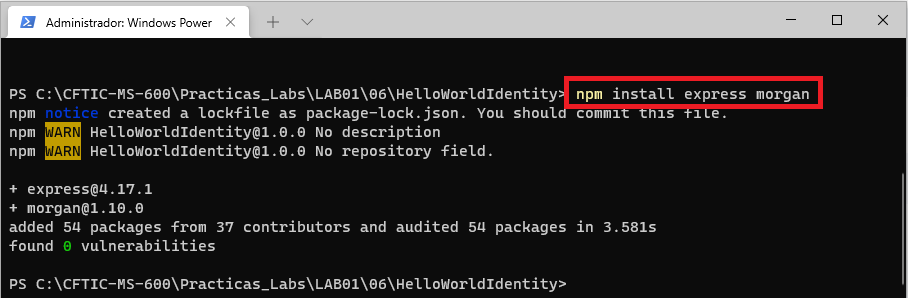 Administrador: Windows Power
PS C:\CFTIC-MS-600\Practicas_Labs\LAB01\06\HelloWorldIdentity> npm install express morgan
npm notice created a lockfile as package-lock.json. You should commit this file.
npm WARN HelloWorldIdentity@1.0.0 No description
npm WARN HelloWorldIdentity@1.0.0 No repository field.
+ express@4.17.1
+ morgan@1.10.0
added 54 packages from 37 contributors and audited 54 packages in 3.581s
found 0 vulnerabilities
PS C:\CFTIC-MS-600\Practicas_Labs\LAB01\06\HelloWorldIdentity>